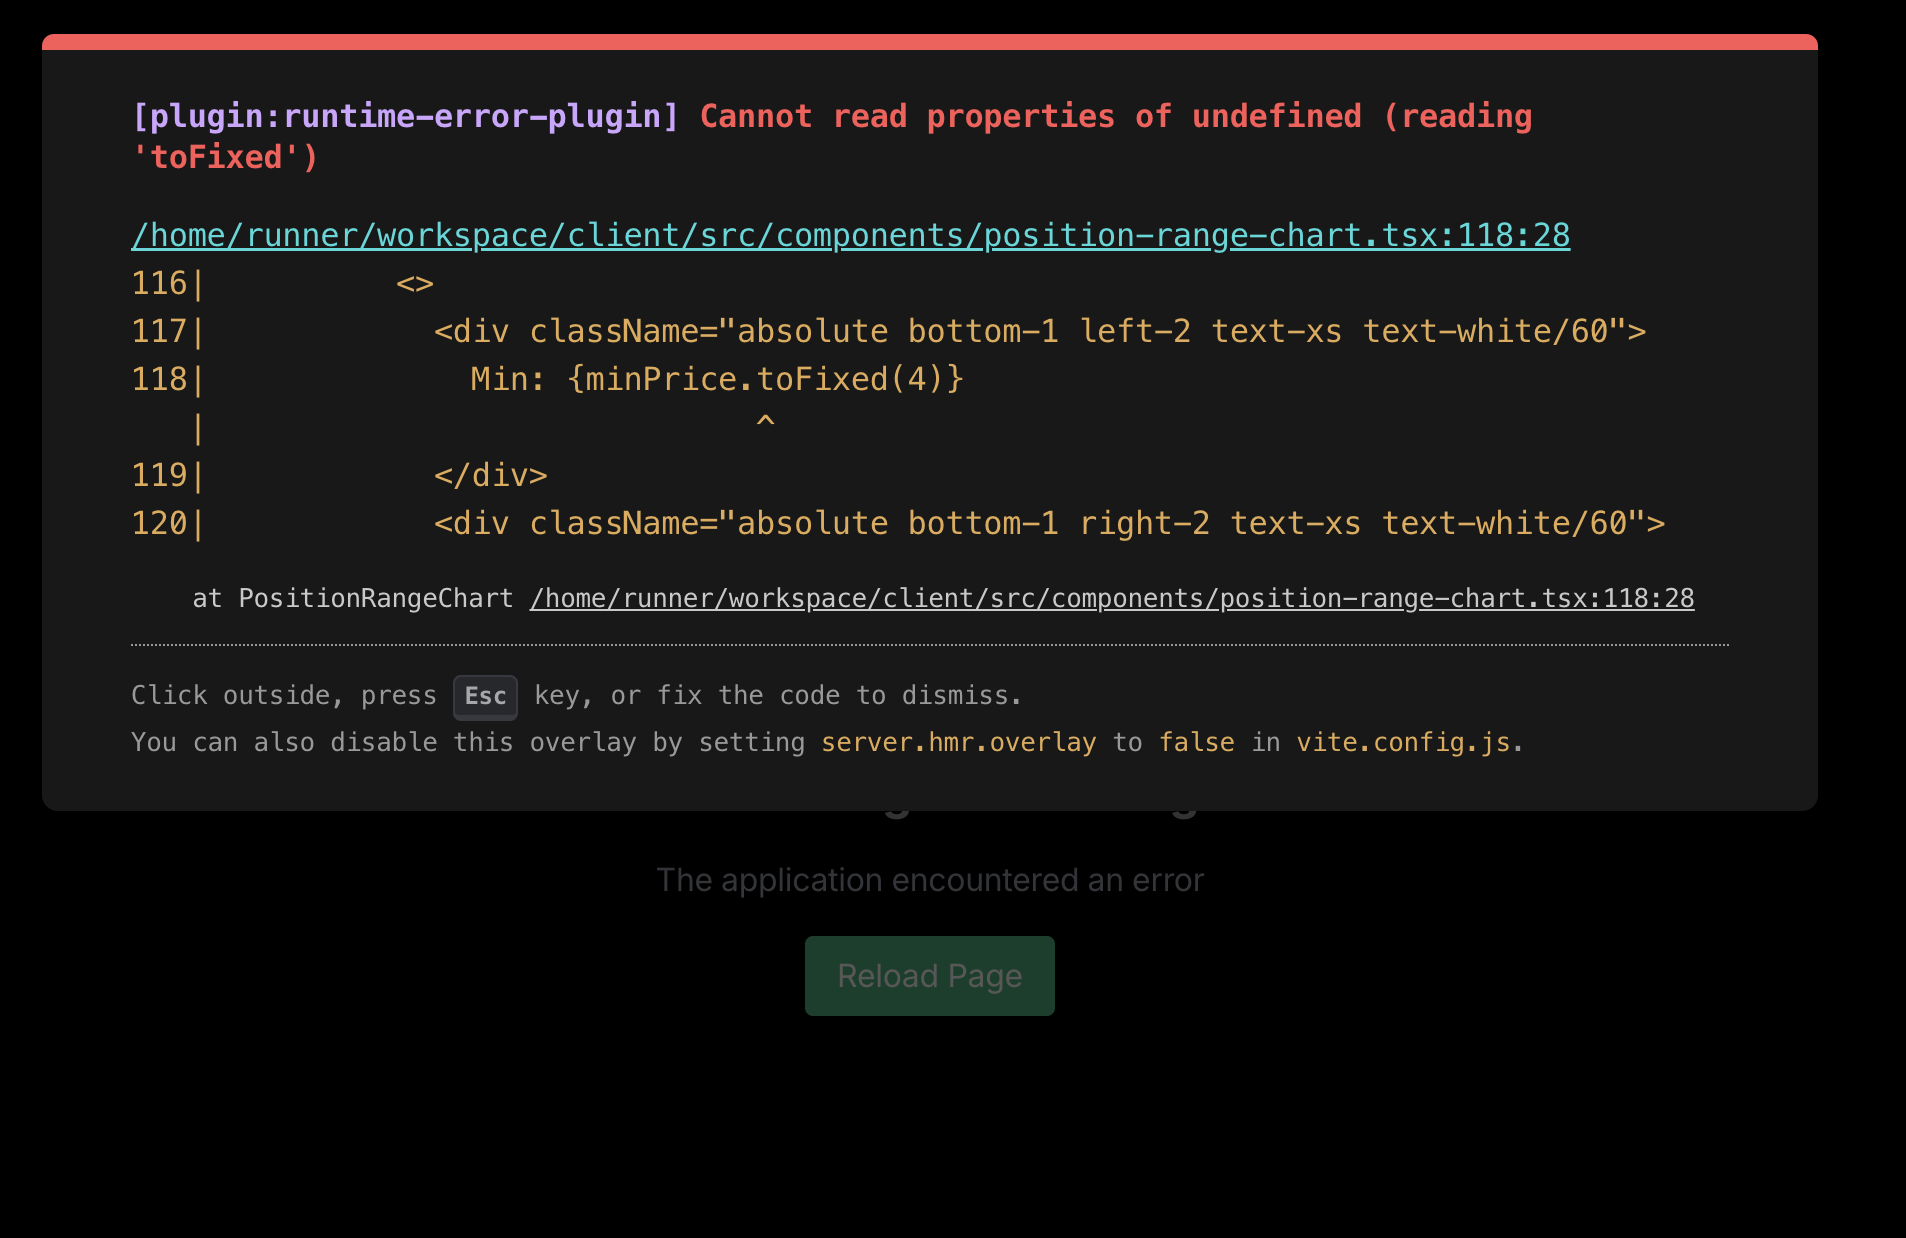 [plugin:runtime-error-plugin] Cannot read properties of undefined (reading
'toFixed')
/home/runner/workspace/client/src/components/position-range-chart.tsx:118:28
116|          <>
117|            <div className="absolute bottom-1 left-2 text-xs text-white/60">
118|              Min: {minPrice.toFixed(4)}
   |                             ^
119|            </div>
120|            <div className="absolute bottom-1 right-2 text-xs text-white/60">
at PositionRangeChart /home/runner/workspace/client/src/components/position-range-chart.tsx:118:28
Click outside, press Esc key, or fix the code to dismiss.
You can also disable this overlay by setting server.hmr.overlay to false in vite.config.js.
The application encountered an error
Reload Page